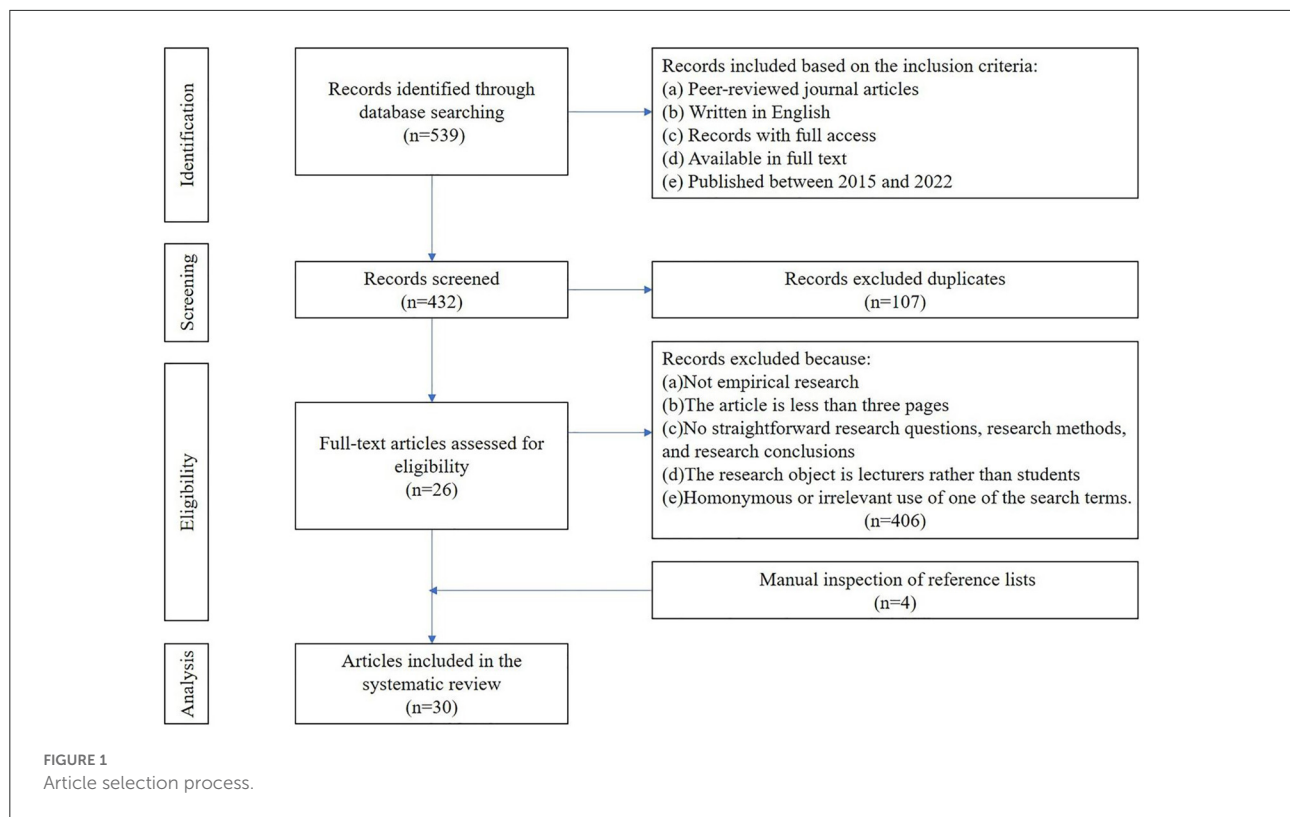 Identification
Records identified through
database searching
(n=539)
Records included based on the inclusion criteria:
(a) Peer-reviewed journal articles
(b) Written in English
(c) Records with full access
(d) Available in full text
(e) Published between 2015 and 2022
Screening
Records screened
(n=432)
Records excluded duplicates
(n=107)
Eligibility
Full-text articles assessed for
eligibility
(n=26)
Records excluded because:
(a)Not empirical research
(b)The article is less than three pages
(c)No straightforward research questions, research methods,
and research conclusions
(d)The research object is lecturers rather than students
(e)Homonymous or irrelevant use of one of the search terms.
(n=406)
Manual inspection of reference lists
(n=4)
Analysis
Articles included in the
systematic review
(n=30)
FIGURE 1
Article selection process.